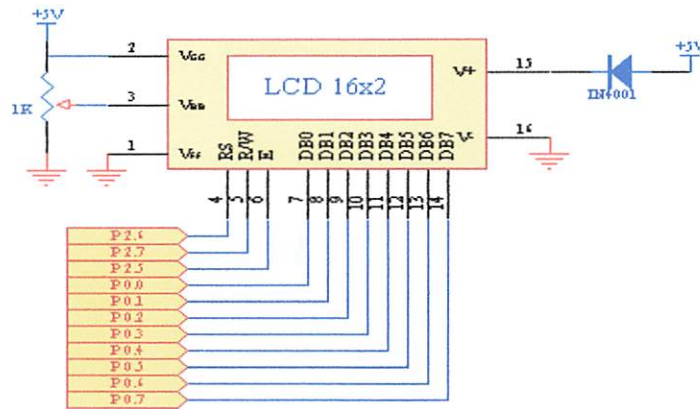 +5V
+5V
2
VCC
V+
15
LCD 16x2
1K
3
VEE
IN4001
1
VSS
V-
16
RS
R/W
E
DB0
DB1
DB2
DB3
DB4
DB5
DB6
DB7
4
5
6
7
8
9
10
11
12
13
14
P2.6
P2.7
P2.5
P0.0
P0.1
P0.2
P0.3
P0.4
P0.5
P0.6
P0.7